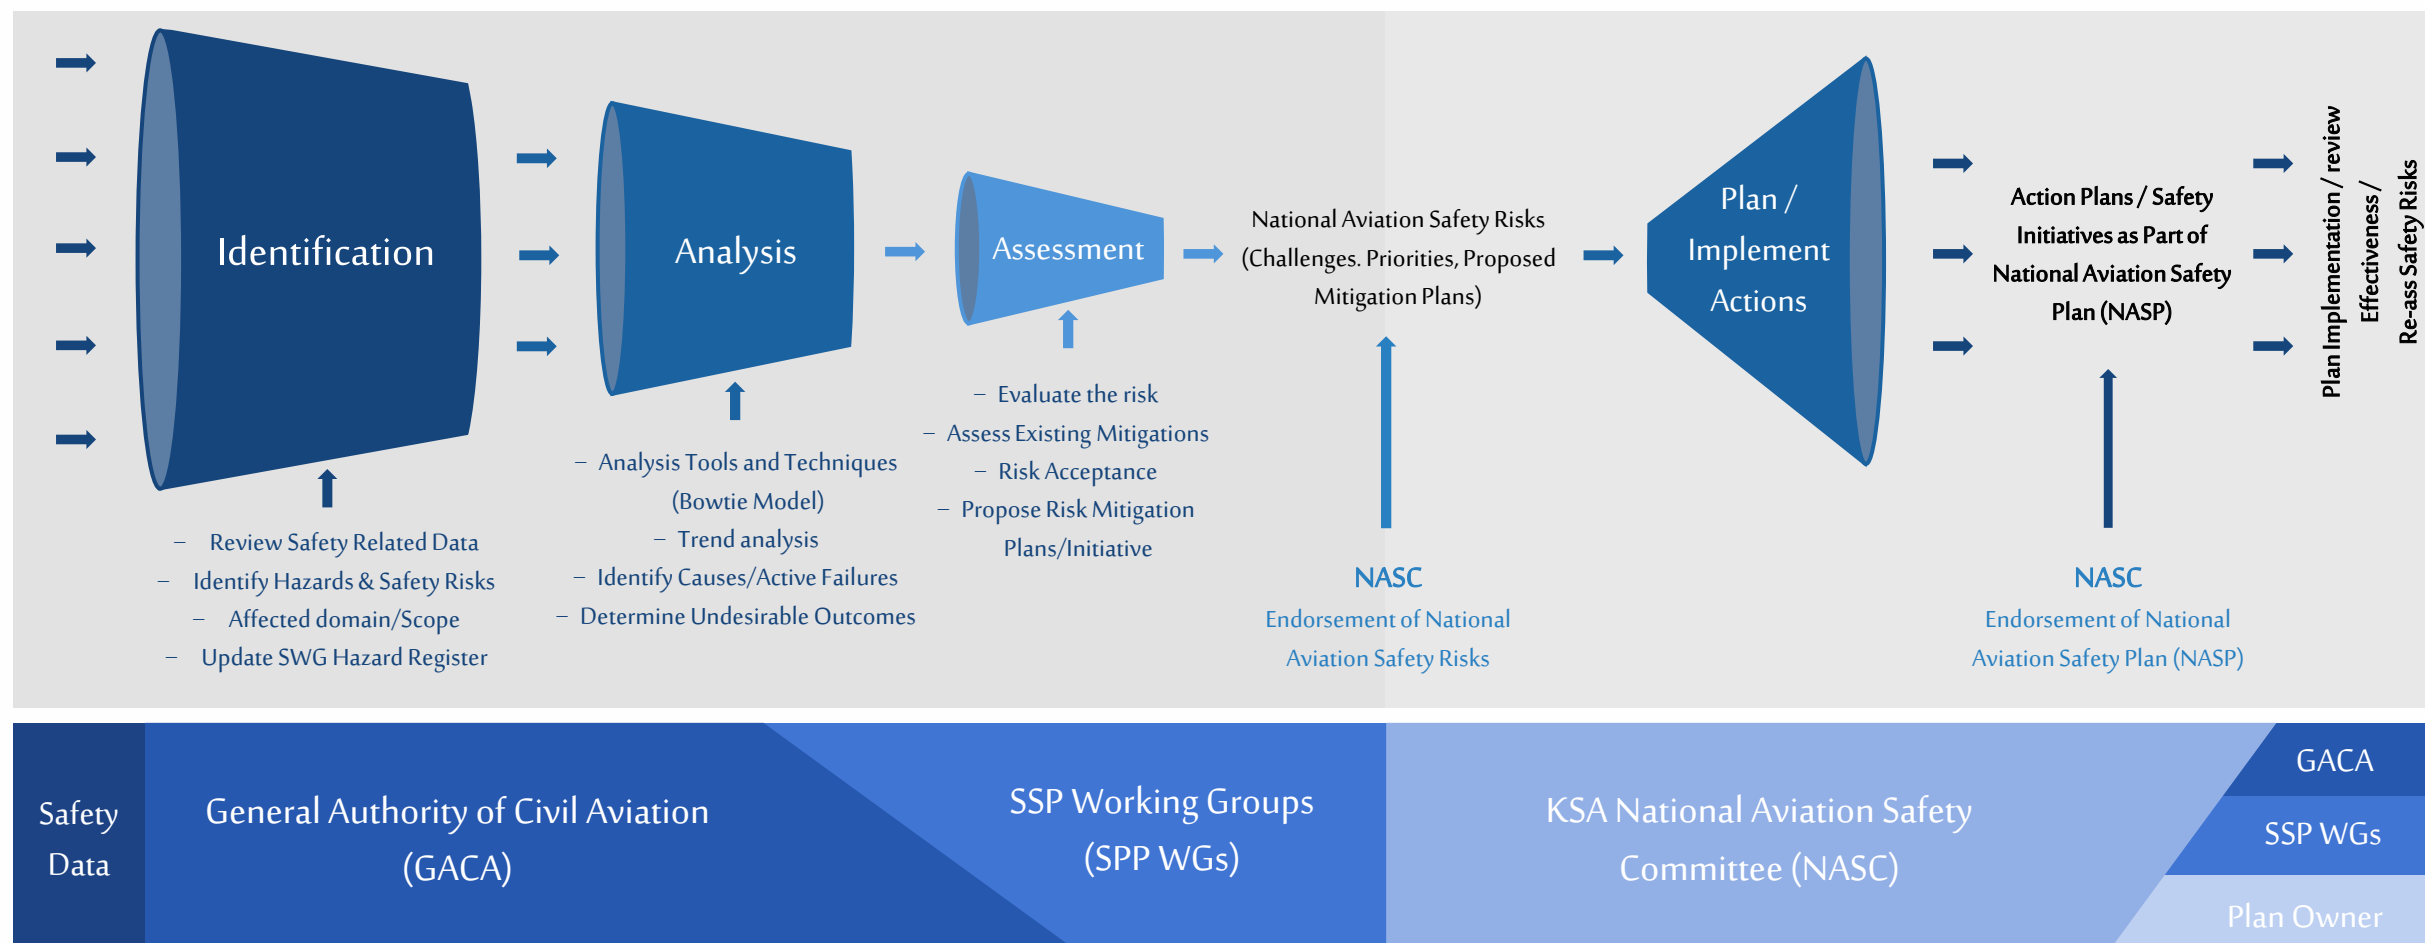 Identification
– Review Safety Related Data
– Identify Hazards & Safety Risks
– Affected domain/Scope
– Update SWG Hazard Register
Analysis
– Analysis Tools and Techniques
(Bowtie Model)
– Trend analysis
– Identify Causes/Active Failures
– Determine Undesirable Outcomes
Assessment
– Evaluate the risk
– Assess Existing Mitigations
– Risk Acceptance
– Propose Risk Mitigation
Plans/Initiative
National Aviation Safety Risks
(Challenges. Priorities, Proposed
Mitigation Plans)
NASC
Endorsement of National
Aviation Safety Risks
Plan /
Implement
Actions
Action Plans / Safety
Initiatives as Part of
National Aviation Safety
Plan (NASP)
NASC
Endorsement of National
Aviation Safety Plan (NASP)
Plan Implementation / review
Effectiveness /
Re-ass Safety Risks
Safety
Data
General Authority of Civil Aviation
(GACA)
SSP Working Groups
(SPP WGs)
KSA National Aviation Safety
Committee (NASC)
GACA
SSP WGs
Plan Owner